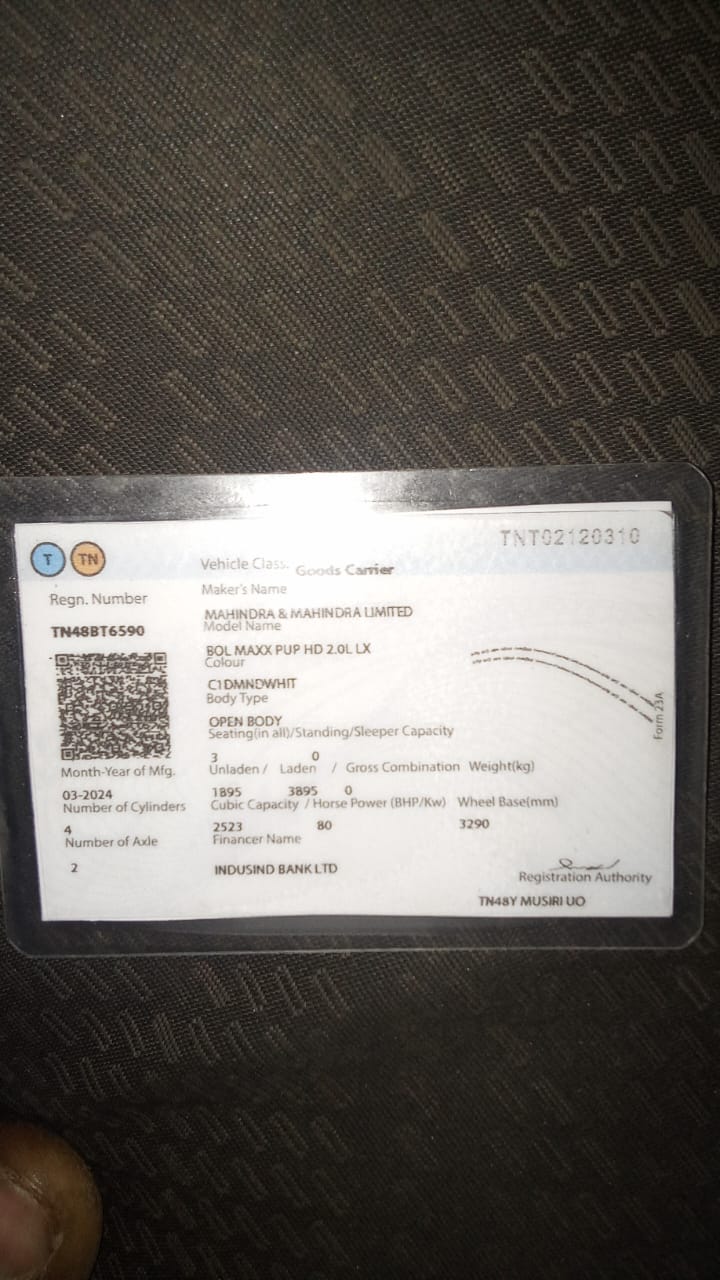 TNT02120310
T TN
Vehicle Class. Goods Carrier
Regn. Number
TN48BT6590
Maker's Name
MAHINDRA & MAHINDRA LIMITED
Model Name
BOL MAXX PUP HD 2.0L LX
Colour
C1DMNDWHIT
Body Type
OPEN BODY
Seating(in all)/Standing/Sleeper Capacity
3 0
Month-Year of Mfg.
03-2024
Unladen / Laden / Gross Combination Weight(kg)
1895 3895 0
Number of Cylinders
4
Cubic Capacity / Horse Power (BHP/Kw) Wheel Base(mm)
2523 80 3290
Number of Axle
2
Financer Name
INDUSIND BANK LTD
Form 23A
Registration Authority
TN48Y MUSIRI UO